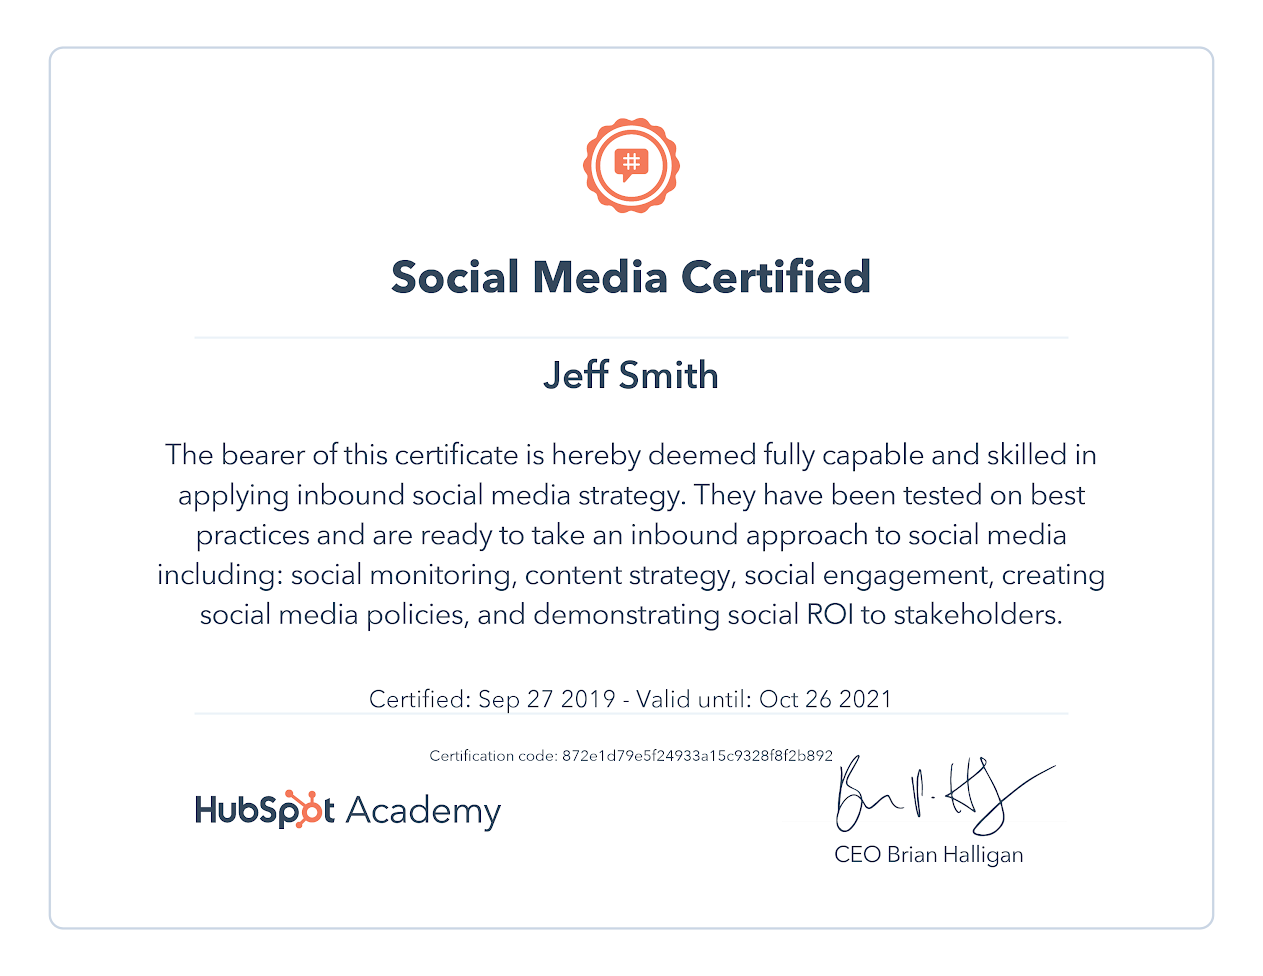 #
Social Media Certified
Jeff Smith
The bearer of this certificate is hereby deemed fully capable and skilled in
applying inbound social media strategy. They have been tested on best
practices and are ready to take an inbound approach to social media
including: social monitoring, content strategy, social engagement, creating
social media policies, and demonstrating social ROI to stakeholders.
Certified: Sep 27 2019 - Valid until: Oct 26 2021
Certification code: 872e1d79e5f24933a15c9328f8f2b892
HubSpot Academy
CEO Brian Halligan